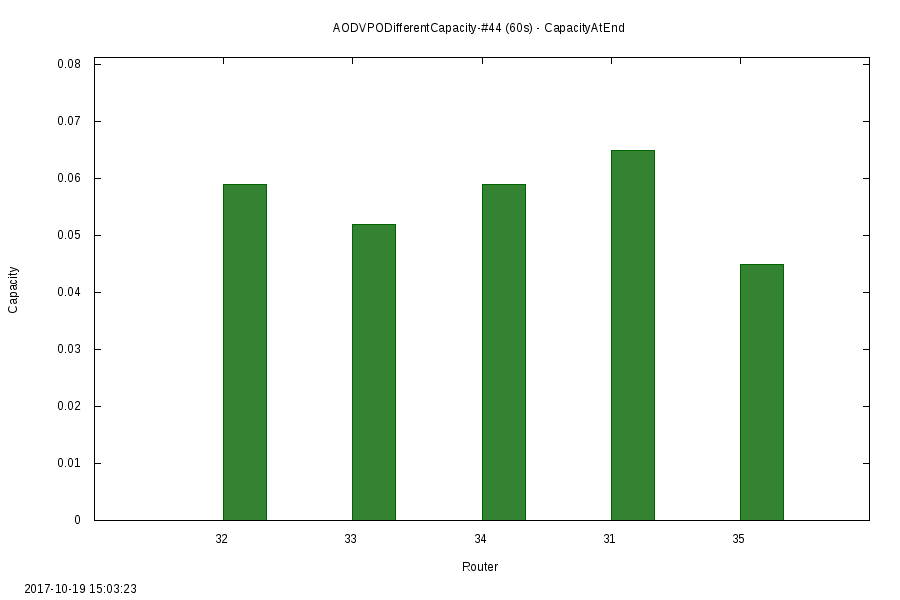 AODVPODifferentCapacity-#44 (60s) - CapacityAtEnd
0.08
0.07
0.06
0.05
0.04
0.03
0.02
0.01
0
Capacity
32 33 34 31 35
Router
2017-10-19 15:03:23